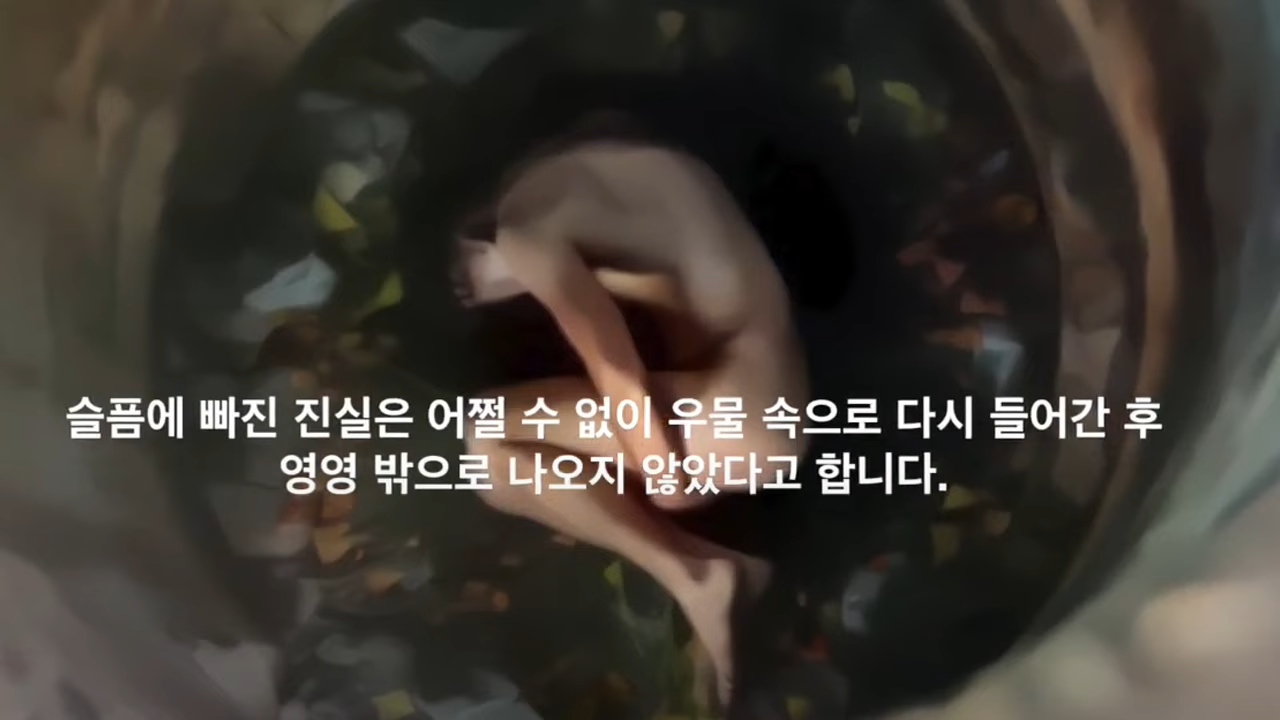 슬픔에 빠진 진실은 어쩔 수 없이 우물 속으로 다시 들어간 후
영영 밖으로 나오지 않았다고 합니다.